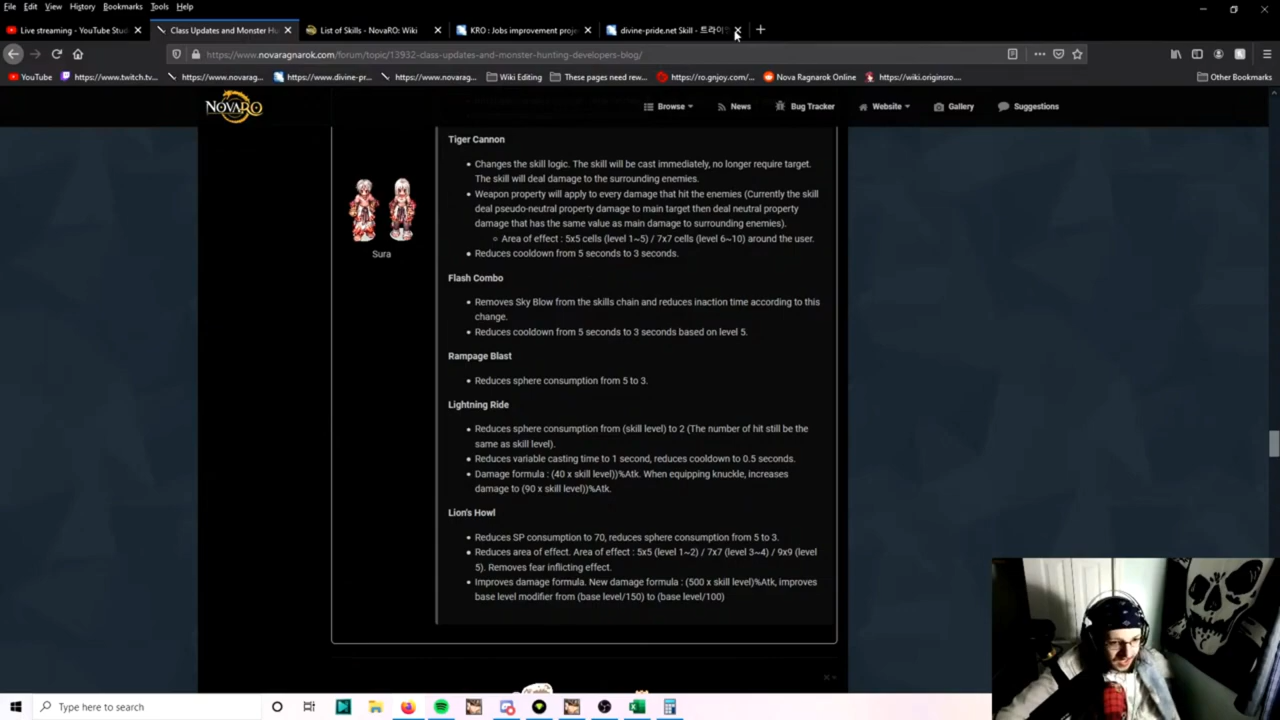 File Edit View History Bookmarks Tools Help
Live streaming - YouTube Stud
Class Updates and Monster Hu
List of Skills - NovaRO: Wiki
KRO : Jobs improvement proje
divine-pride.net Skill - 트라이
https://www.novaragnarok.com/forum/topic/13932-class-updates-and-monster-hunting-developers-blog/
YouTube
https://www.twitch.tv...
https://www.novarag...
https://www.divine-pr...
https://www.novarag...
Wiki Editing
These pages need rew...
https://ro.gnjoy.com/...
Nova Ragnarok Online
https://wiki.originsro....
Other Bookmarks
NOVARO
Browse
News
Bug Tracker
Website
Gallery
Suggestions
Sura
Tiger Cannon
Changes the skill logic. The skill will be cast immediately, no longer require target.
The skill will deal damage to the surrounding enemies.
Weapon property will apply to every damage that hit the enemies (Currently the skill
deal pseudo-neutral property damage to main target then deal neutral property
damage that has the same value as main damage to surrounding enemies).
Area of effect : 5x5 cells (level 1~5) / 7x7 cells (level 6~10) around the user.
Reduces cooldown from 5 seconds to 3 seconds.
Flash Combo
Removes Sky Blow from the skills chain and reduces inaction time according to this
change.
Reduces cooldown from 5 seconds to 3 seconds based on level 5.
Rampage Blast
Reduces sphere consumption from 5 to 3.
Lightning Ride
Reduces sphere consumption from (skill level) to 2 (The number of hit still be the
same as skill level).
Reduces variable casting time to 1 second, reduces cooldown to 0.5 seconds.
Damage formula : (40 x skill level))%Atk. When equipping knuckle, increases
damage to (90 x skill level))%Atk.
Lion's Howl
Reduces SP consumption to 70, reduces sphere consumption from 5 to 3.
Reduces area of effect. Area of effect : 5x5 (level 1~2) / 7x7 (level 3~4) / 9x9 (level
5). Removes fear inflicting effect.
Improves damage formula. New damage formula : (500 x skill level)%Atk, improves
base level modifier from (base level/150) to (base level/100)
Type here to search